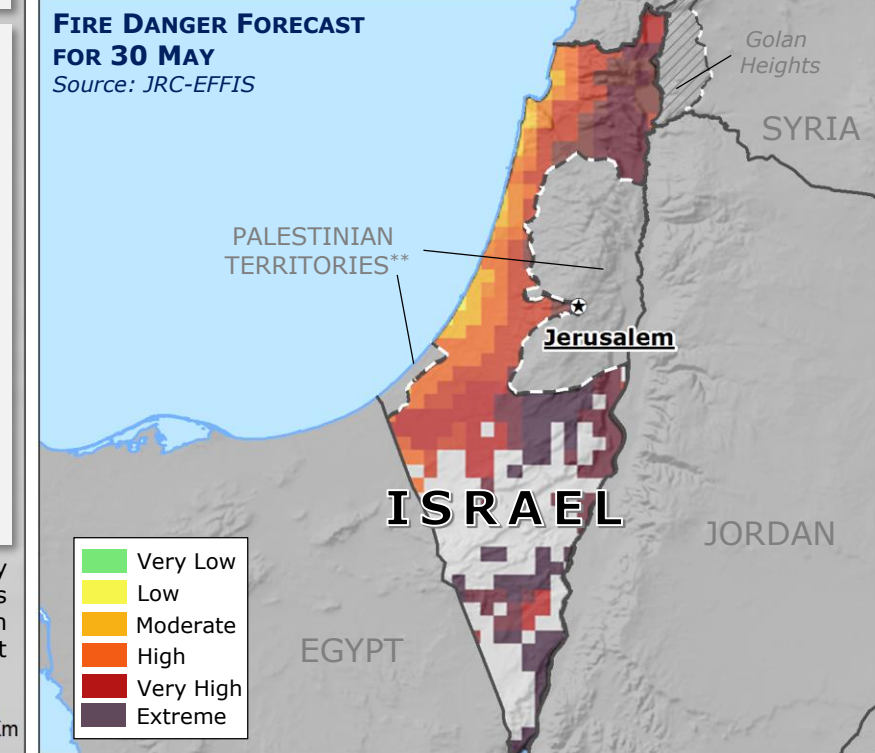 FIRE DANGER FORECAST
FOR 30 MAY
Source: JRC-EFFIS
Golan
Heights
SYRIA
PALESTINIAN
TERRITORIES**
Jerusalem
ISRAEL
JORDAN
EGYPT
Very Low
Low
Moderate
High
Very High
Extreme